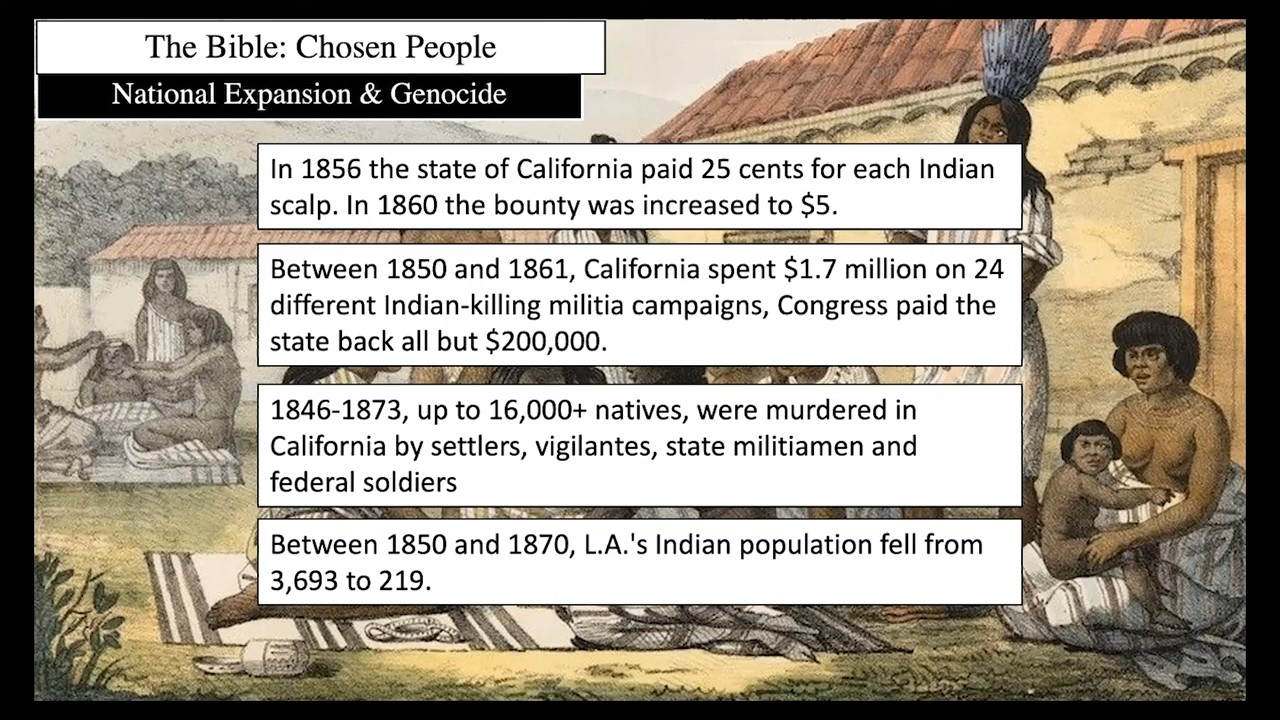 The Bible: Chosen People
National Expansion & Genocide
In 1856 the state of California paid 25 cents for each Indian
scalp. In 1860 the bounty was increased to $5.
Between 1850 and 1861, California spent $1.7 million on 24
different Indian-killing militia campaigns, Congress paid the
state back all but $200,000.
1846-1873, up to 16,000+ natives, were murdered in
California by settlers, vigilantes, state militiamen and
federal soldiers
Between 1850 and 1870, L.A.'s Indian population fell from
3,693 to 219.